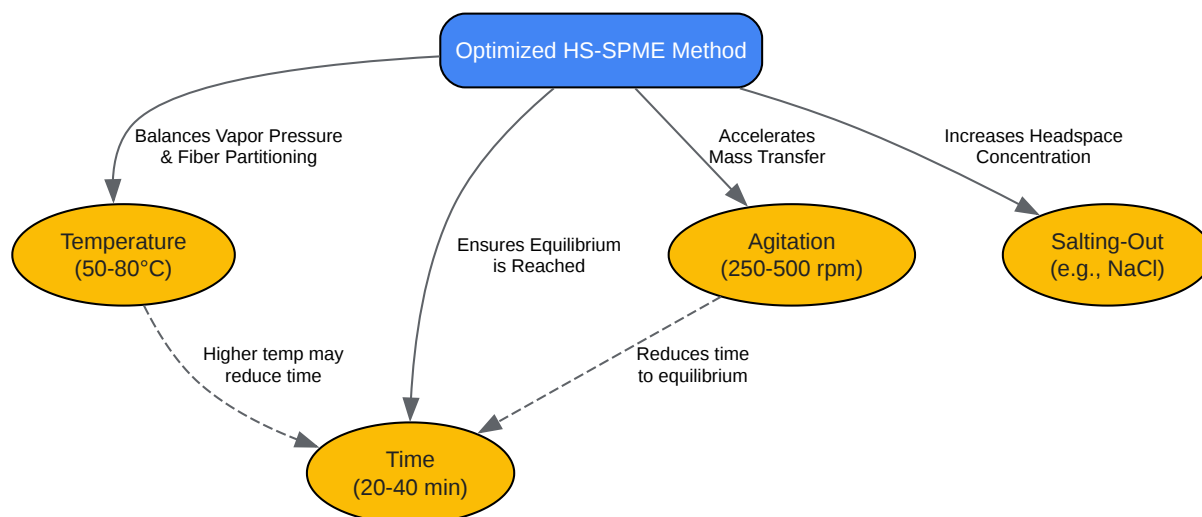 Optimized HS-SPME Method
Balances Vapor Pressure
& Fiber Partitioning
Accelerates
Mass Transfer
Increases Headspace
Concentration
Temperature
(50-80°C)
Ensures Equilibrium
is Reached
Agitation
(250-500 rpm)
Salting-Out
(e.g., NaCl)
Higher temp may
reduce time
Reduces time
to equilibrium
Time
(20-40 min)